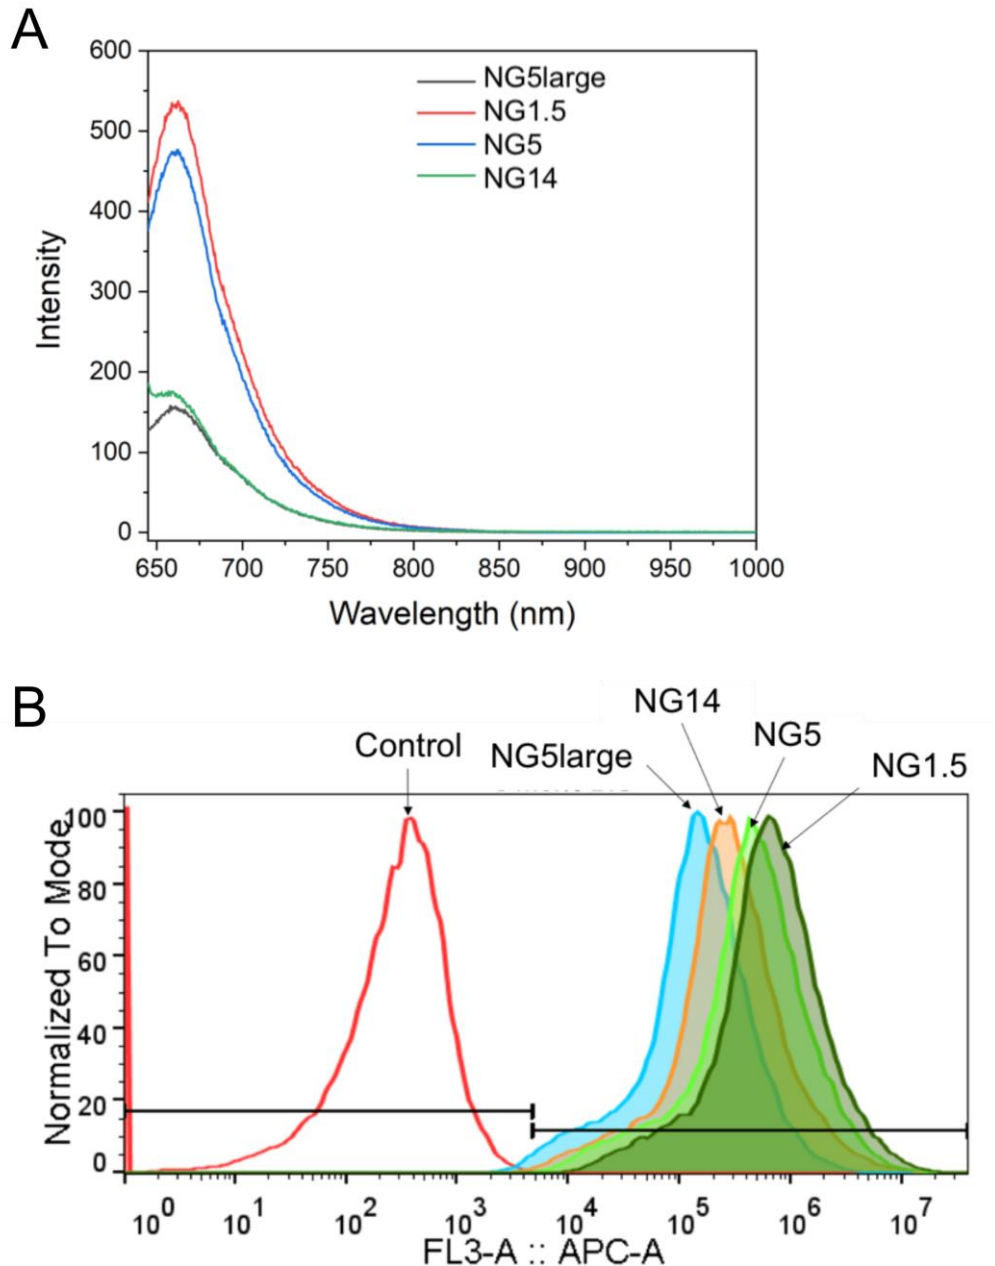 A
600
500
400
300
200
100
0
Intensity
NG5large
NG1.5
NG5
NG14
650 700 750 800 850 900 950 1000
Wavelength (nm)
B
Control
NG5large
NG14
NG5
NG1.5
Normalized To Mode
100
80
60
40
20
0
10^0 10^1 10^2 10^3 10^4 10^5 10^6 10^7
FL3-A :: APC-A